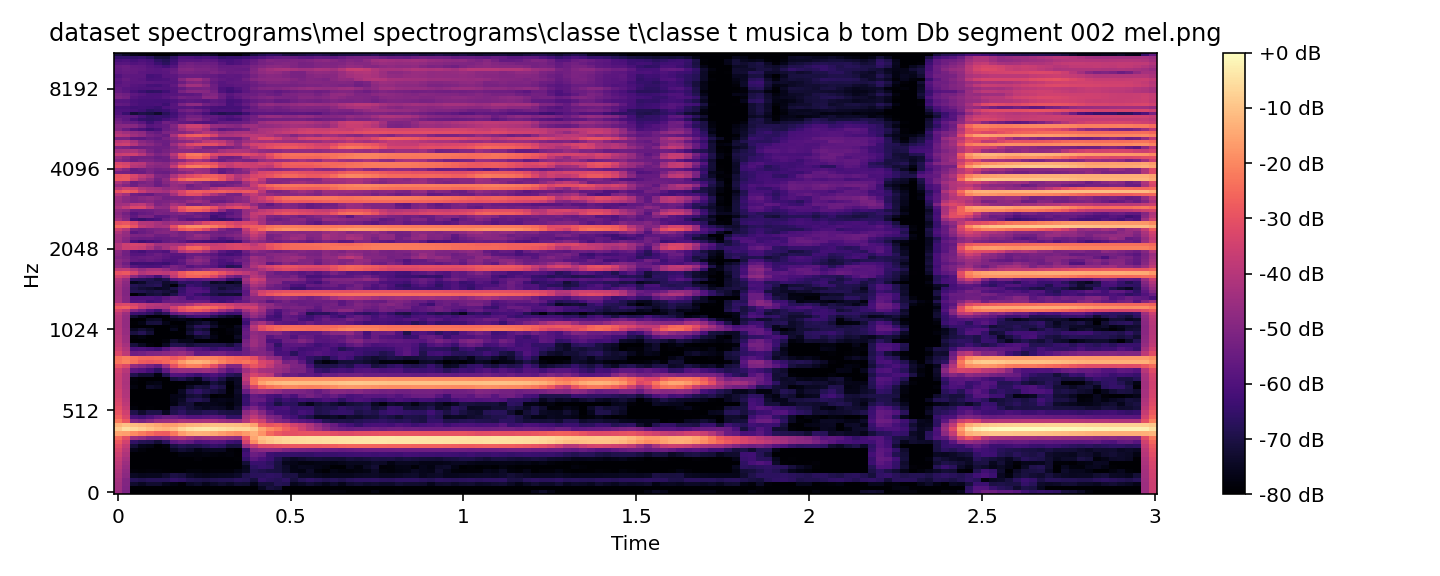 dataset spectrograms\mel spectrograms\classe t\classe t musica b tom Db segment 002 mel.png
8192
4096
2048
1024
512
0
Hz
0
0.5
1
1.5
2
2.5
3
Time
+0 dB
-10 dB
-20 dB
-30 dB
-40 dB
-50 dB
-60 dB
-70 dB
-80 dB